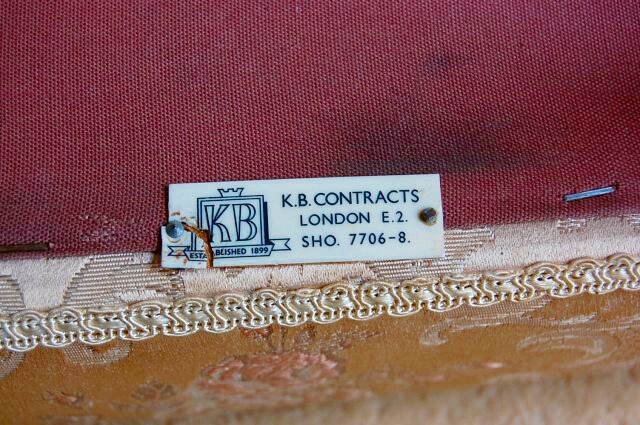 KB
ESTABLISHED 1899
K.B. CONTRACTS
LONDON E.2.
SHO. 7706-8.